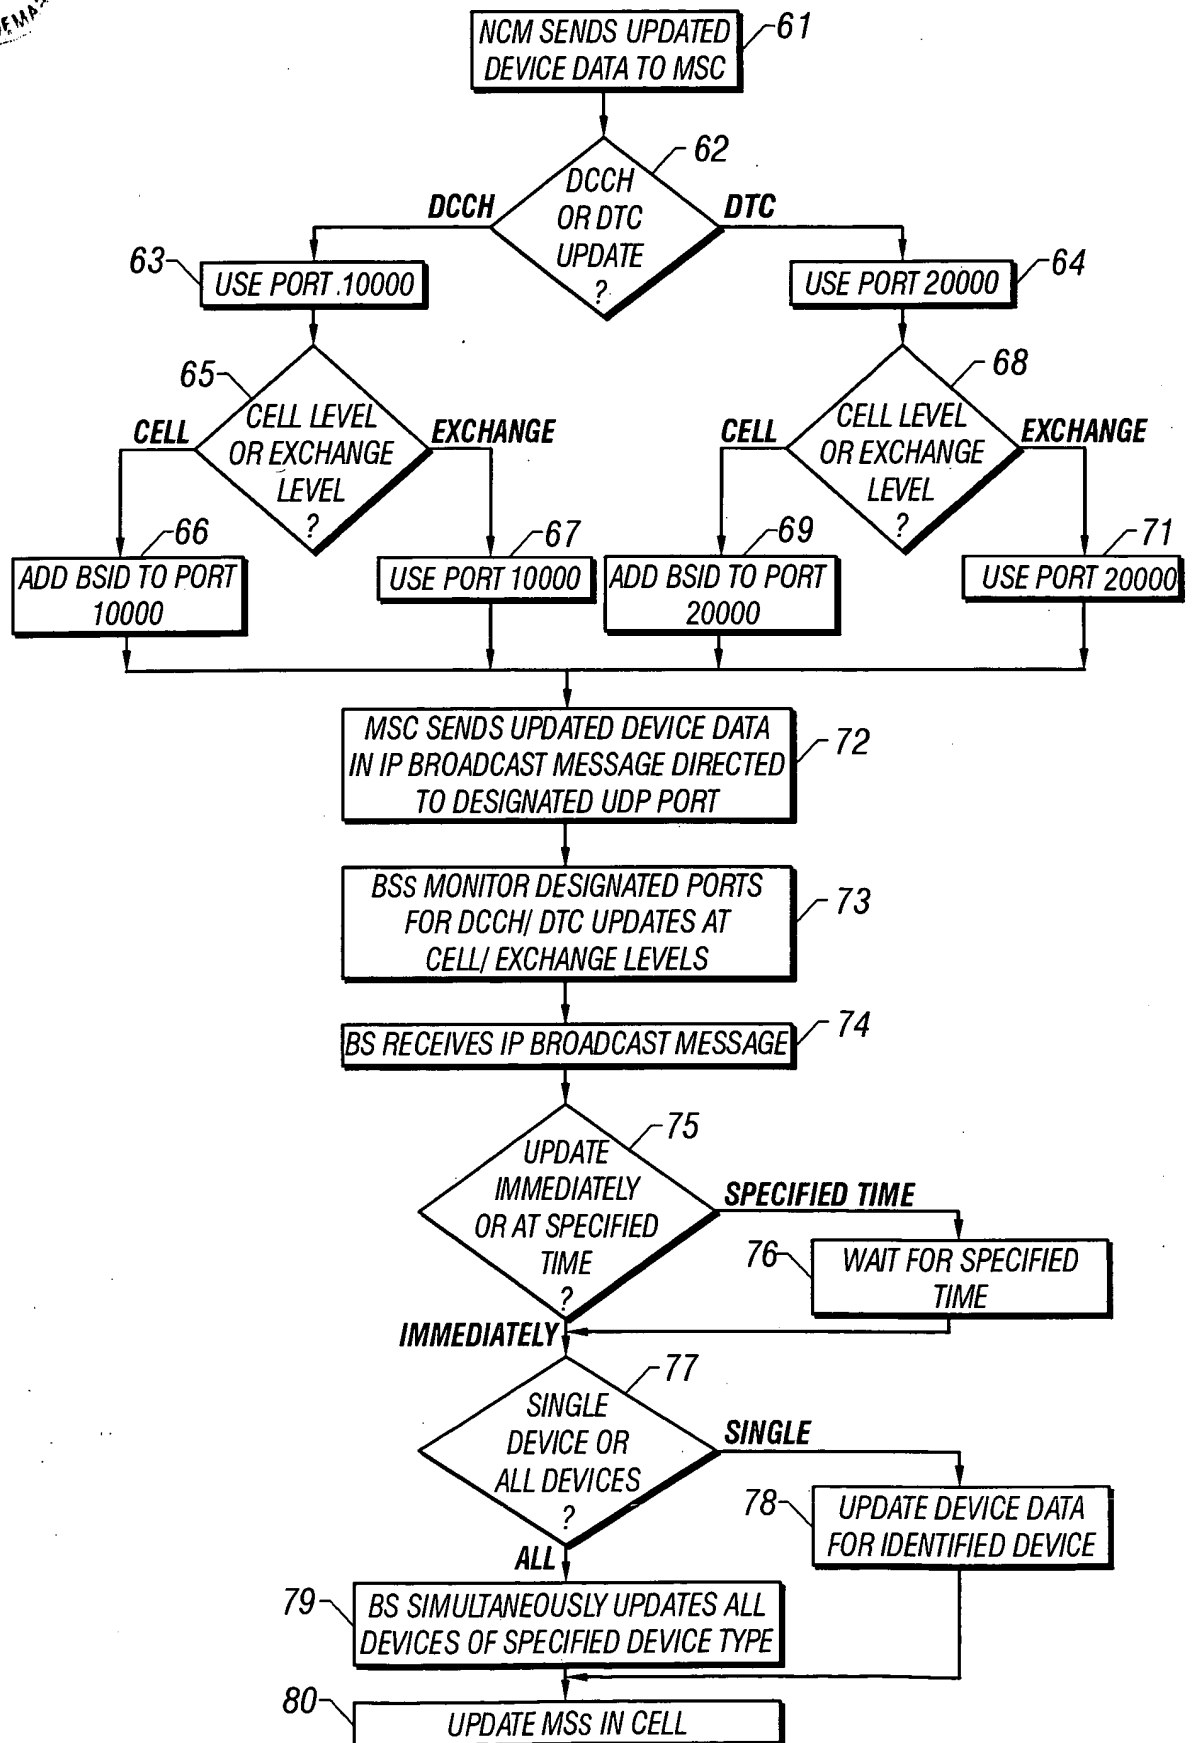 NCM SENDS UPDATED
DEVICE DATA TO MSC
61
DCCH
OR DTC
UPDATE
?
62
DCCH
DTC
63
USE PORT 10000
USE PORT 20000
64
65
CELL LEVEL
OR EXCHANGE
LEVEL
?
CELL
EXCHANGE
68
CELL LEVEL
OR EXCHANGE
LEVEL
?
CELL
EXCHANGE
66
ADD BSID TO PORT
10000
67
USE PORT 10000
69
ADD BSID TO PORT
20000
71
USE PORT 20000
MSC SENDS UPDATED DEVICE DATA
IN IP BROADCAST MESSAGE DIRECTED
TO DESIGNATED UDP PORT
72
BSs MONITOR DESIGNATED PORTS
FOR DCCH/ DTC UPDATES AT
CELL/ EXCHANGE LEVELS
73
BS RECEIVES IP BROADCAST MESSAGE
74
75
UPDATE
IMMEDIATELY
OR AT SPECIFIED
TIME
?
SPECIFIED TIME
76
WAIT FOR SPECIFIED
TIME
IMMEDIATELY
77
SINGLE
DEVICE OR
ALL DEVICES
?
SINGLE
78
UPDATE DEVICE DATA
FOR IDENTIFIED DEVICE
ALL
79
BS SIMULTANEOUSLY UPDATES ALL
DEVICES OF SPECIFIED DEVICE TYPE
80
UPDATE MSs IN CELL